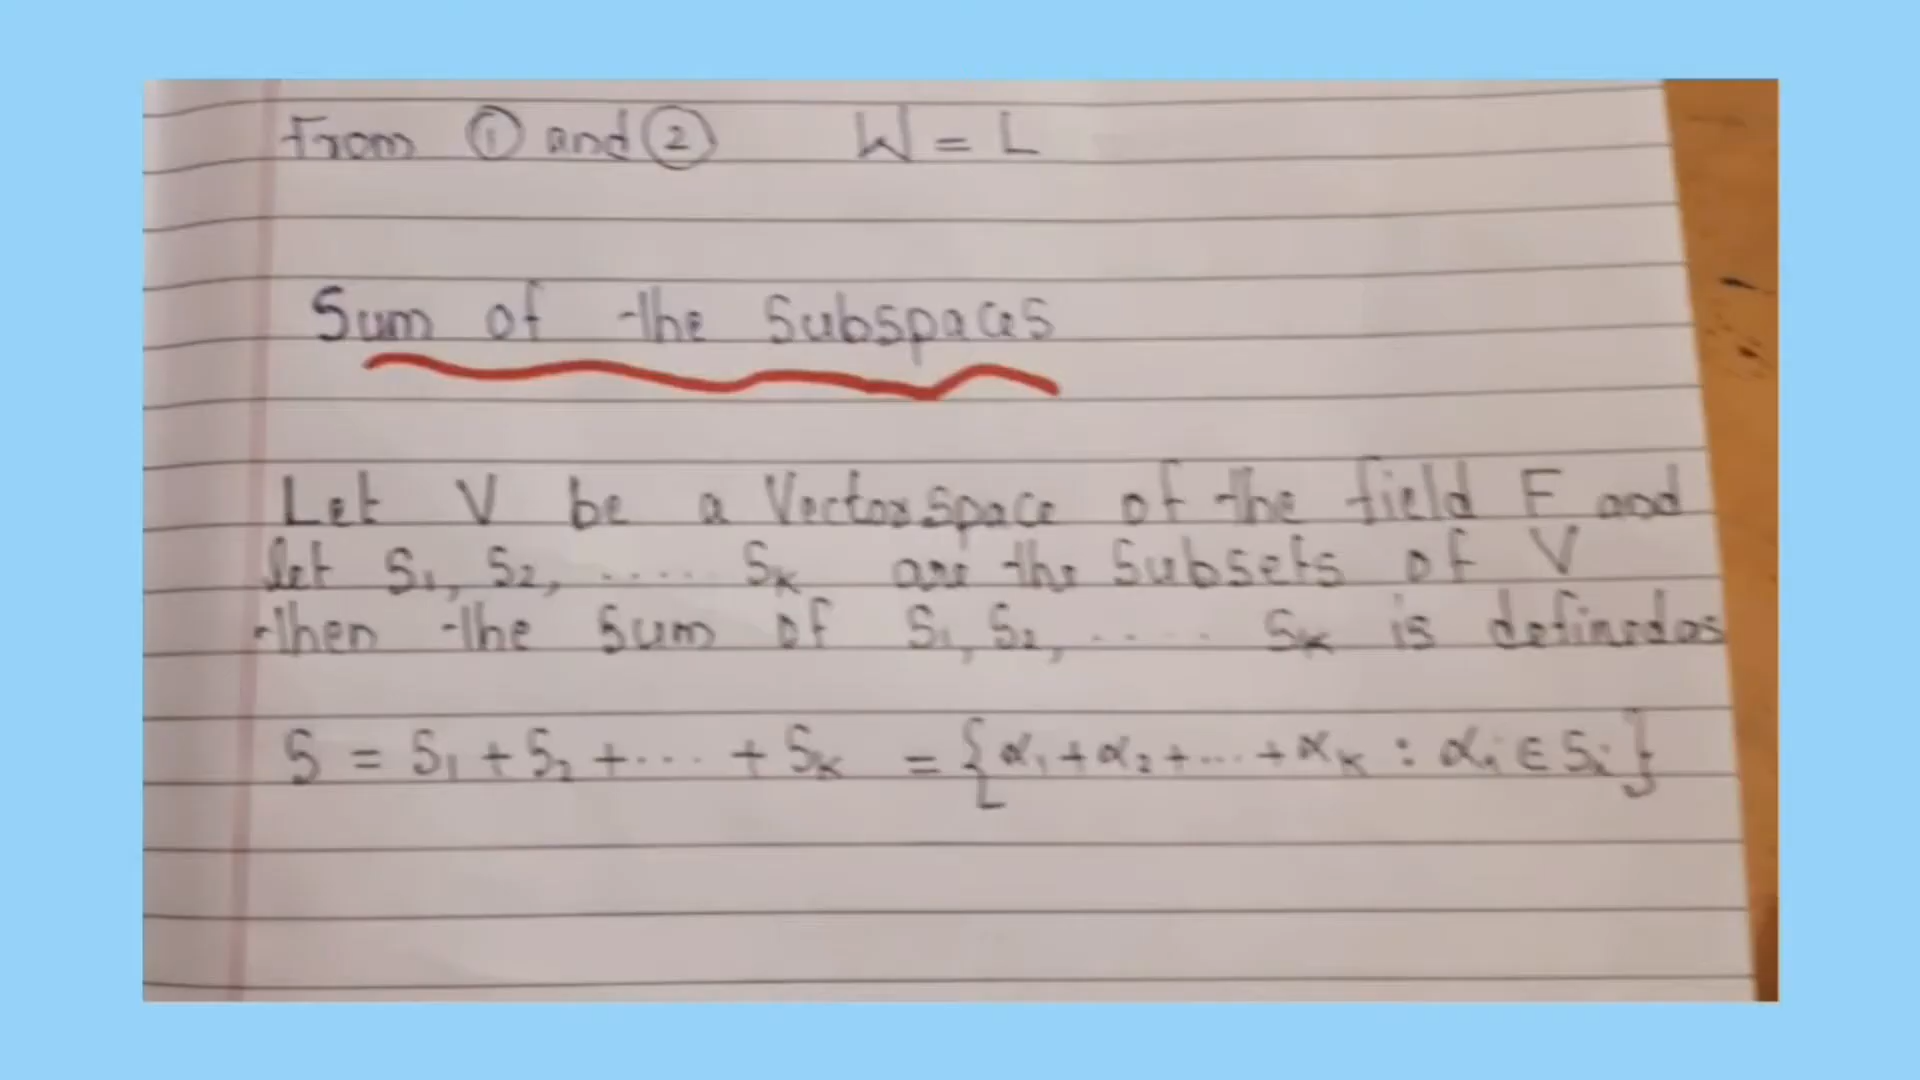 From ① and ② W = L
Sum of the Subspaces
Let V be a Vector space of the field F and
let S₁, S₂, ..... Sₖ are the Subsets of V
then the Sum of S₁, S₂, ..... Sₖ is defined as
S = S₁ + S₂ + ... + Sₖ = {α₁ + α₂ + ... + αₖ : αᵢ ∈ Sᵢ}